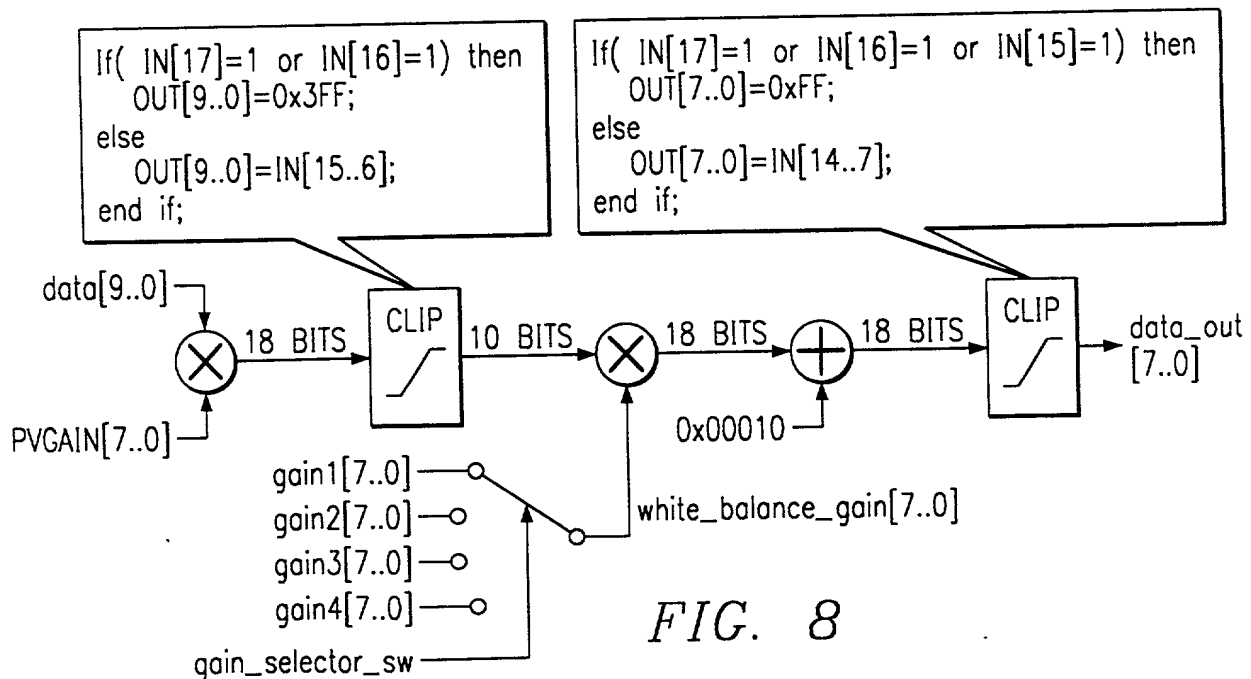 If( IN[17]=1 or IN[16]=1) then
OUT[9..0]=0x3FF;
else
OUT[9..0]=IN[15..6];
end if;
If( IN[17]=1 or IN[16]=1 or IN[15]=1) then
OUT[7..0]=0xFF;
else
OUT[7..0]=IN[14..7];
end if;
data[9..0]
18 BITS
CLIP
10 BITS
18 BITS
18 BITS
CLIP
data_out
[7..0]
PVGAIN[7..0]
0x00010
gain1[7..0]
white_balance_gain[7..0]
gain2[7..0]
gain3[7..0]
gain4[7..0]
gain_selector_sw
FIG. 8